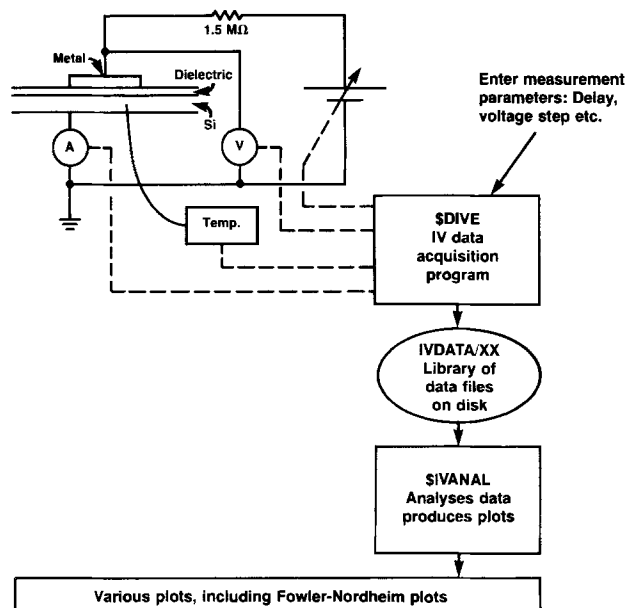 1.5 MΩ
Metal
Dielectric
Si
A
V
Temp.
Enter measurement
parameters: Delay,
voltage step etc.
$DIVE
IV data
acquisition
program
IVDATA/XX
Library of
data files
on disk
$IVANAL
Analyses data
produces plots
Various plots, including Fowler-Nordheim plots